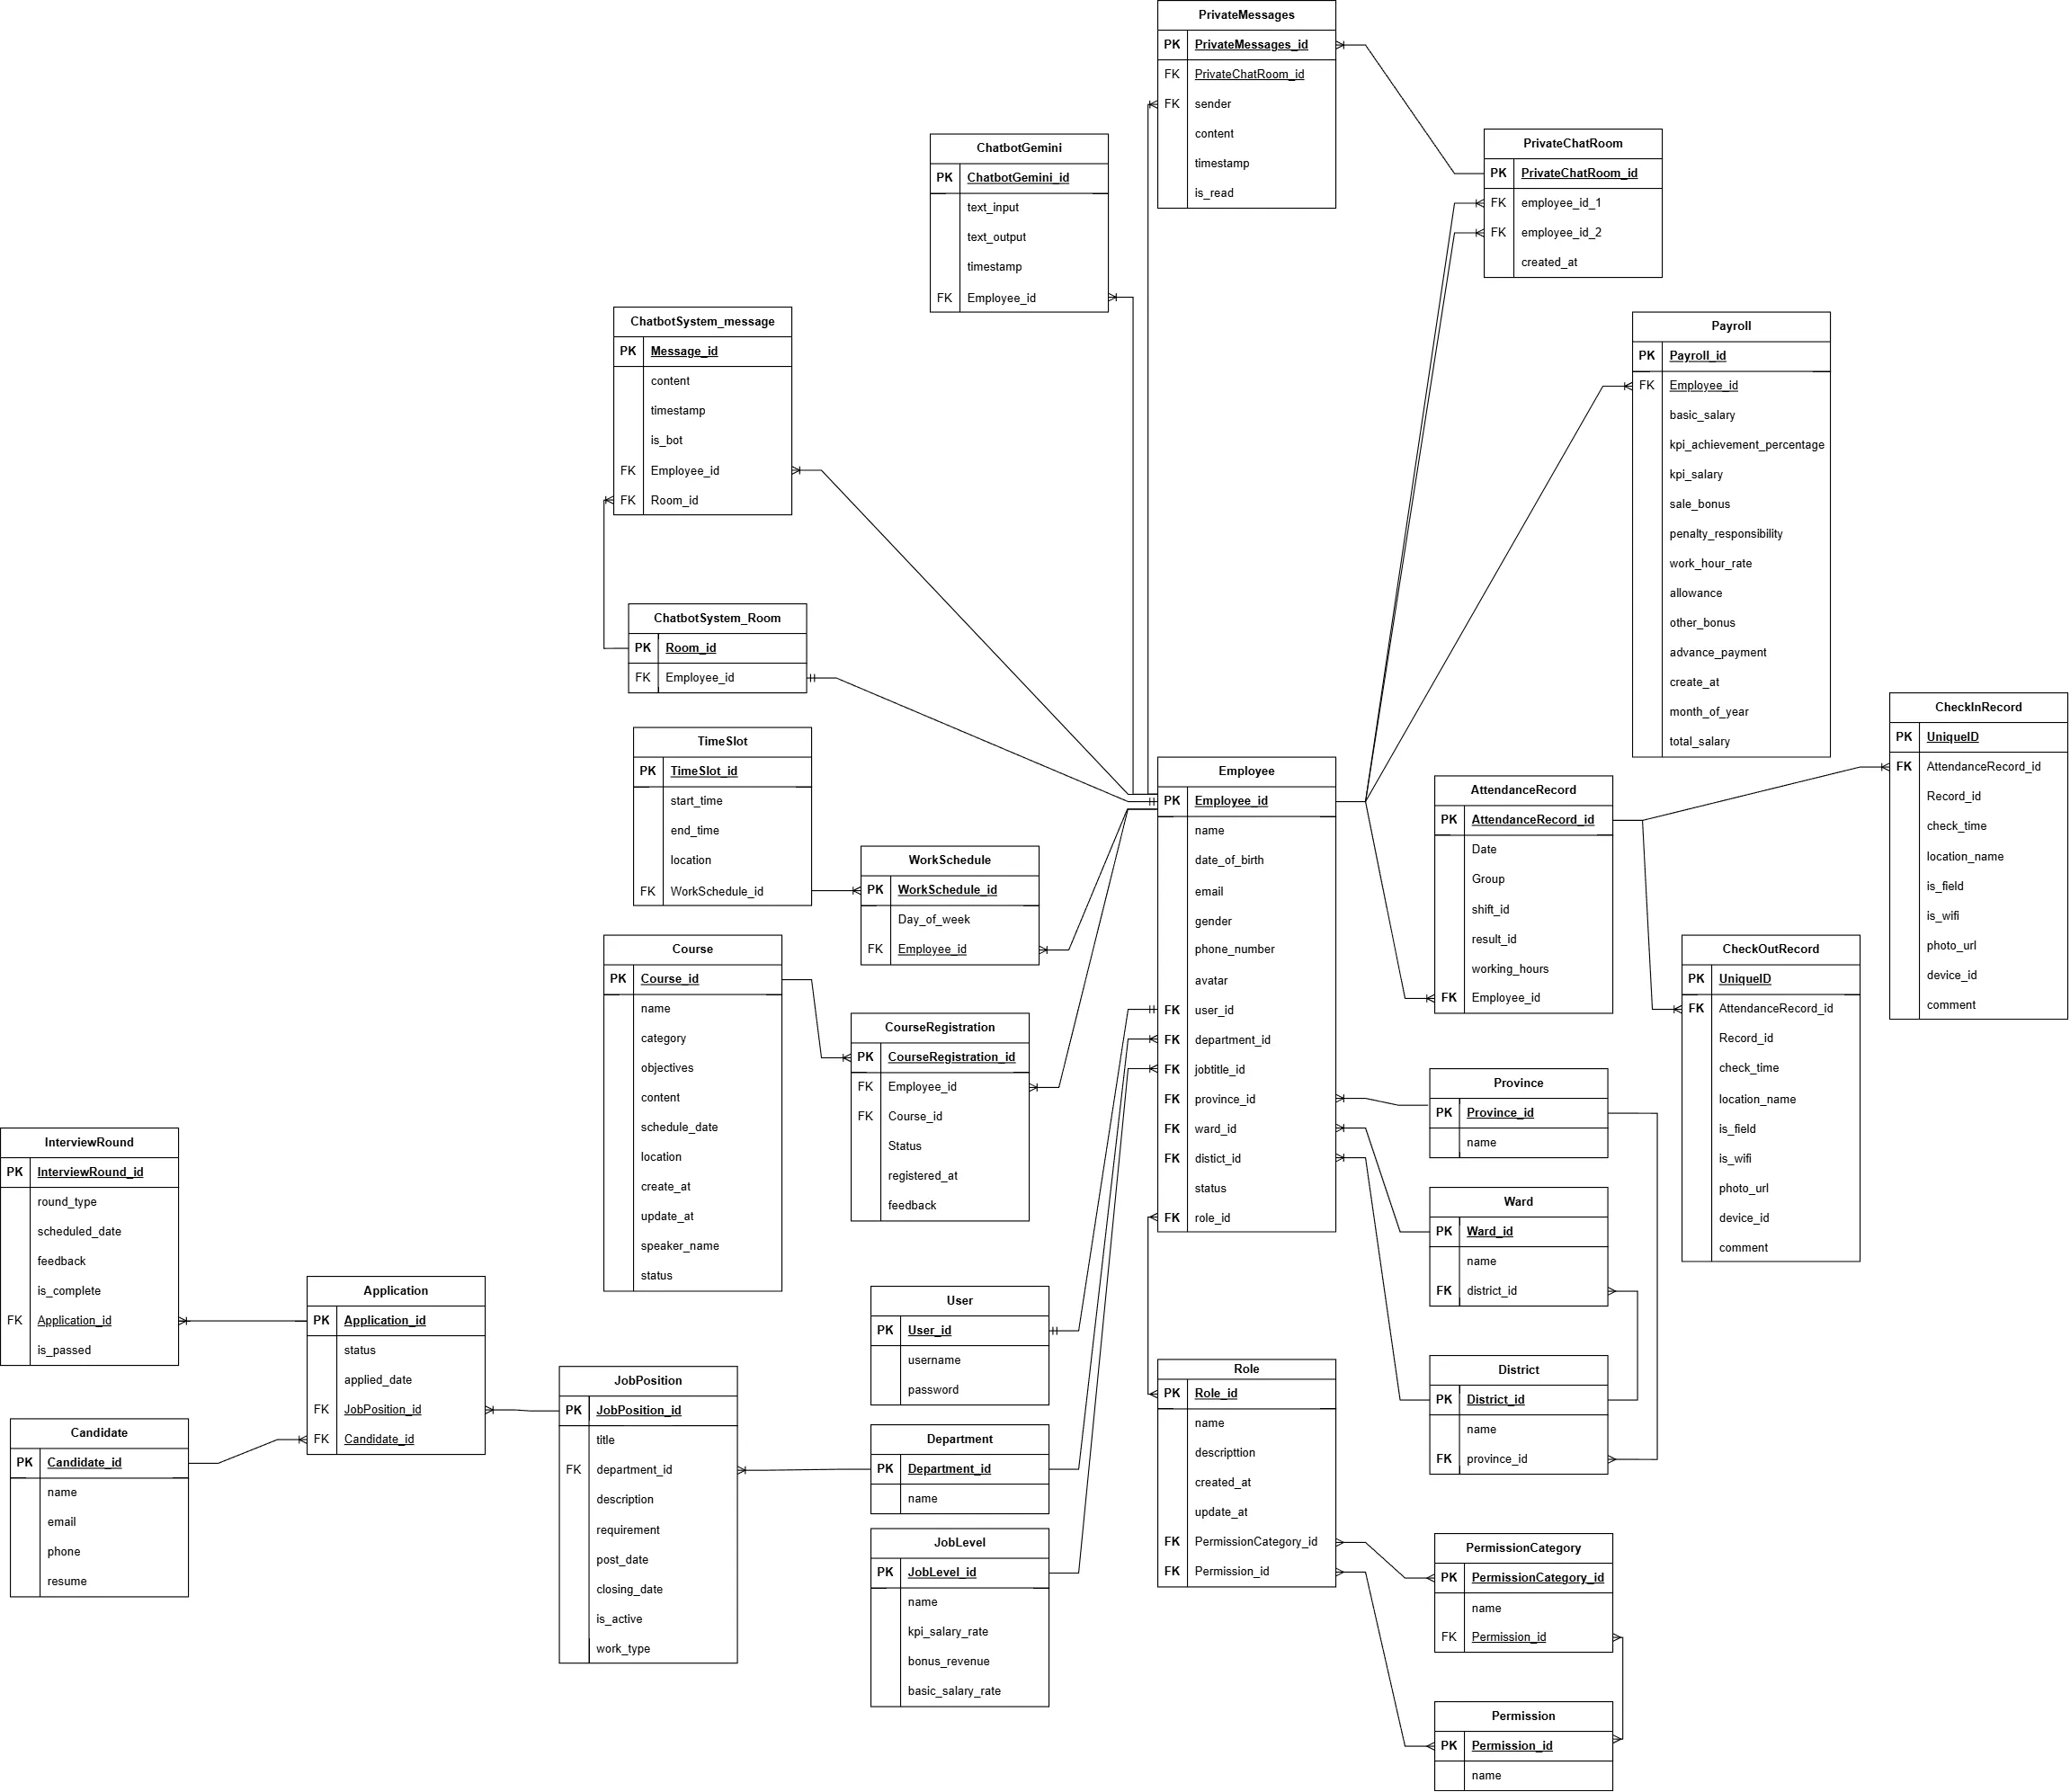 PrivateMessages
PK PrivateMessages_id
FK PrivateChatRoom_id
FK sender
content
timestamp
is_read
PrivateChatRoom
PK PrivateChatRoom_id
FK employee_id_1
FK employee_id_2
created_at
ChatbotGemini
PK ChatbotGemini_id
text_input
text_output
timestamp
FK Employee_id
ChatbotSystem_message
PK Message_id
content
timestamp
is_bot
FK Employee_id
FK Room_id
Payroll
PK Payroll_id
FK Employee_id
basic_salary
kpi_achievement_percentage
kpi_salary
sale_bonus
penalty_responsibility
work_hour_rate
allowance
other_bonus
advance_payment
create_at
month_of_year
total_salary
ChatbotSystem_Room
PK Room_id
FK Employee_id
CheckInRecord
PK UniqueID
FK AttendanceRecord_id
Record_id
check_time
location_name
is_field
is_wifi
photo_url
device_id
comment
TimeSlot
PK TimeSlot_id
start_time
end_time
location
FK WorkSchedule_id
Employee
PK Employee_id
name
date_of_birth
email
gender
phone_number
avatar
FK user_id
FK department_id
FK jobtitle_id
FK province_id
FK ward_id
FK distict_id
status
FK role_id
AttendanceRecord
PK AttendanceRecord_id
Date
Group
shift_id
result_id
working_hours
FK Employee_id
WorkSchedule
PK WorkSchedule_id
Day_of_week
FK Employee_id
Course
PK Course_id
name
category
objectives
content
schedule_date
location
create_at
update_at
speaker_name
status
CheckOutRecord
PK UniqueID
FK AttendanceRecord_id
Record_id
check_time
location_name
is_field
is_wifi
photo_url
device_id
comment
CourseRegistration
PK CourseRegistration_id
FK Employee_id
FK Course_id
Status
registered_at
feedback
Province
PK Province_id
name
InterviewRound
PK InterviewRound_id
round_type
scheduled_date
feedback
is_complete
FK Application_id
is_passed
Ward
PK Ward_id
name
FK district_id
Application
PK Application_id
status
applied_date
FK JobPosition_id
FK Candidate_id
User
PK User_id
username
password
District
PK District_id
name
FK province_id
Role
PK Role_id
name
descripttion
created_at
update_at
FK PermissionCategory_id
FK Permission_id
JobPosition
PK JobPosition_id
title
FK department_id
description
requirement
post_date
closing_date
is_active
work_type
Candidate
PK Candidate_id
name
email
phone
resume
Department
PK Department_id
name
JobLevel
PK JobLevel_id
name
kpi_salary_rate
bonus_revenue
basic_salary_rate
PermissionCategory
PK PermissionCategory_id
name
FK Permission_id
Permission
PK Permission_id
name